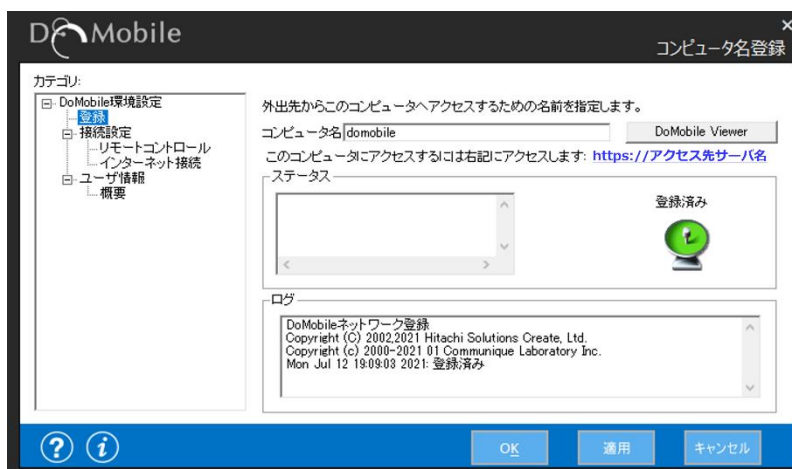 DoMobile
×
コンピュータ名登録
カテゴリ:
DoMobile環境設定
登録
接続設定
リモートコントロール
インターネット接続
ユーザ情報
概要
外出先からこのコンピュータへアクセスするための名前を指定します。
コンピュータ名 domobile DoMobile Viewer
このコンピュータにアクセスするには右記にアクセスします: https://アクセス先サーバ名
ステータス
登録済み
ログ
DoMobileネットワーク登録
Copyright (C) 2002,2021 Hitachi Solutions Create, Ltd.
Copyright (c) 2000-2021 01 Communique Laboratory Inc.
Mon Jul 12 19:09:03 2021: 登録済み
? i OK 適用 キャンセル